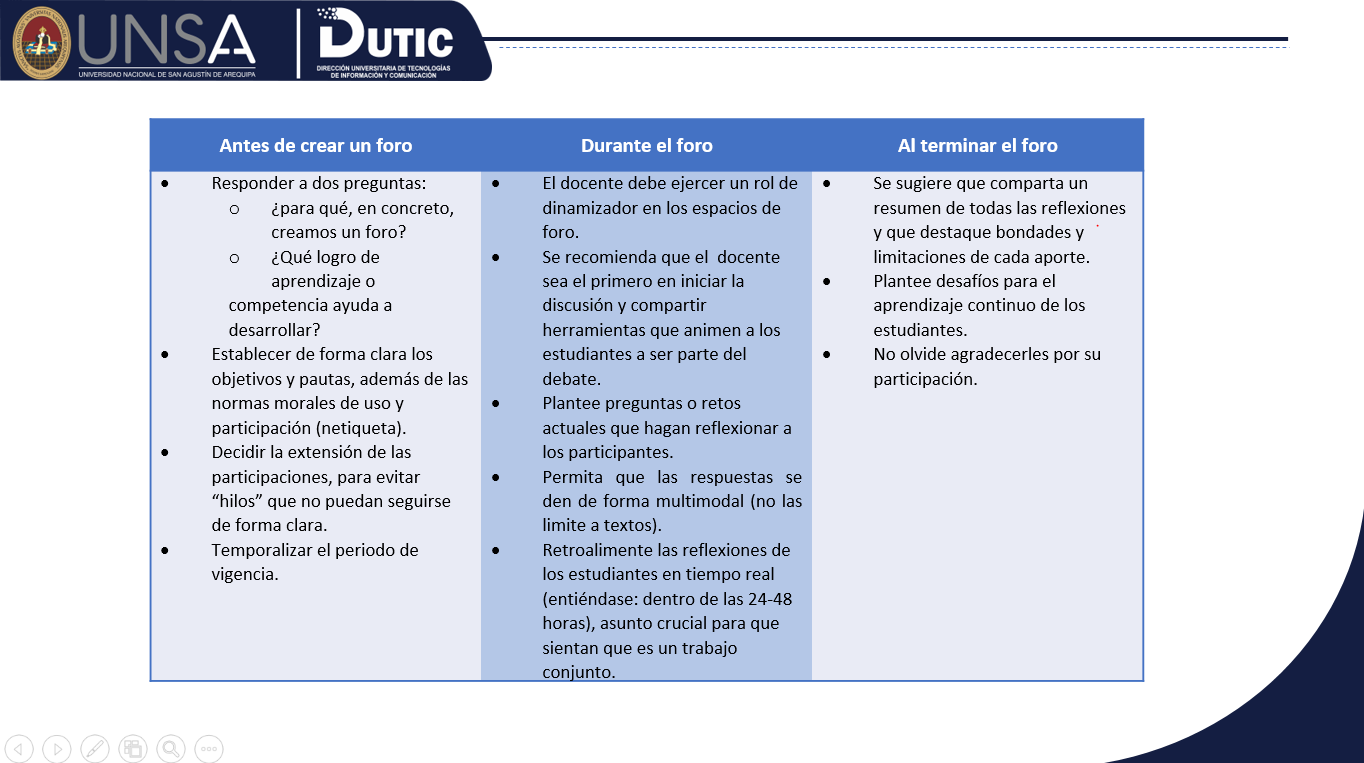 UNSA
UNIVERSIDAD NACIONAL DE SAN AGUSTÍN DE AREQUIPA
DUTIC
DIRECCIÓN UNIVERSITARIA DE TECNOLOGÍAS
DE INFORMACIÓN Y COMUNICACIÓN
Antes de crear un foro
• Responder a dos preguntas:
o ¿para qué, en concreto,
creamos un foro?
o ¿Qué logro de
aprendizaje o
competencia ayuda a
desarrollar?
• Establecer de forma clara los
objetivos y pautas, además de las
normas morales de uso y
participación (netiqueta).
• Decidir la extensión de las
participaciones, para evitar
“hilos” que no puedan seguirse
de forma clara.
• Temporalizar el periodo de
vigencia.
Durante el foro
• El docente debe ejercer un rol de
dinamizador en los espacios de
foro.
• Se recomienda que el docente
sea el primero en iniciar la
discusión y compartir
herramientas que animen a los
estudiantes a ser parte del
debate.
• Plantee preguntas o retos
actuales que hagan reflexionar a
los participantes.
• Permita que las respuestas se
den de forma multimodal (no las
limite a textos).
• Retroalimente las reflexiones de
los estudiantes en tiempo real
(entiéndase: dentro de las 24-48
horas), asunto crucial para que
sientan que es un trabajo
conjunto.
Al terminar el foro
• Se sugiere que comparta un
resumen de todas las reflexiones
y que destaque bondades y
limitaciones de cada aporte.
• Plantee desafíos para el
aprendizaje continuo de los
estudiantes.
• No olvide agradecerles por su
participación.